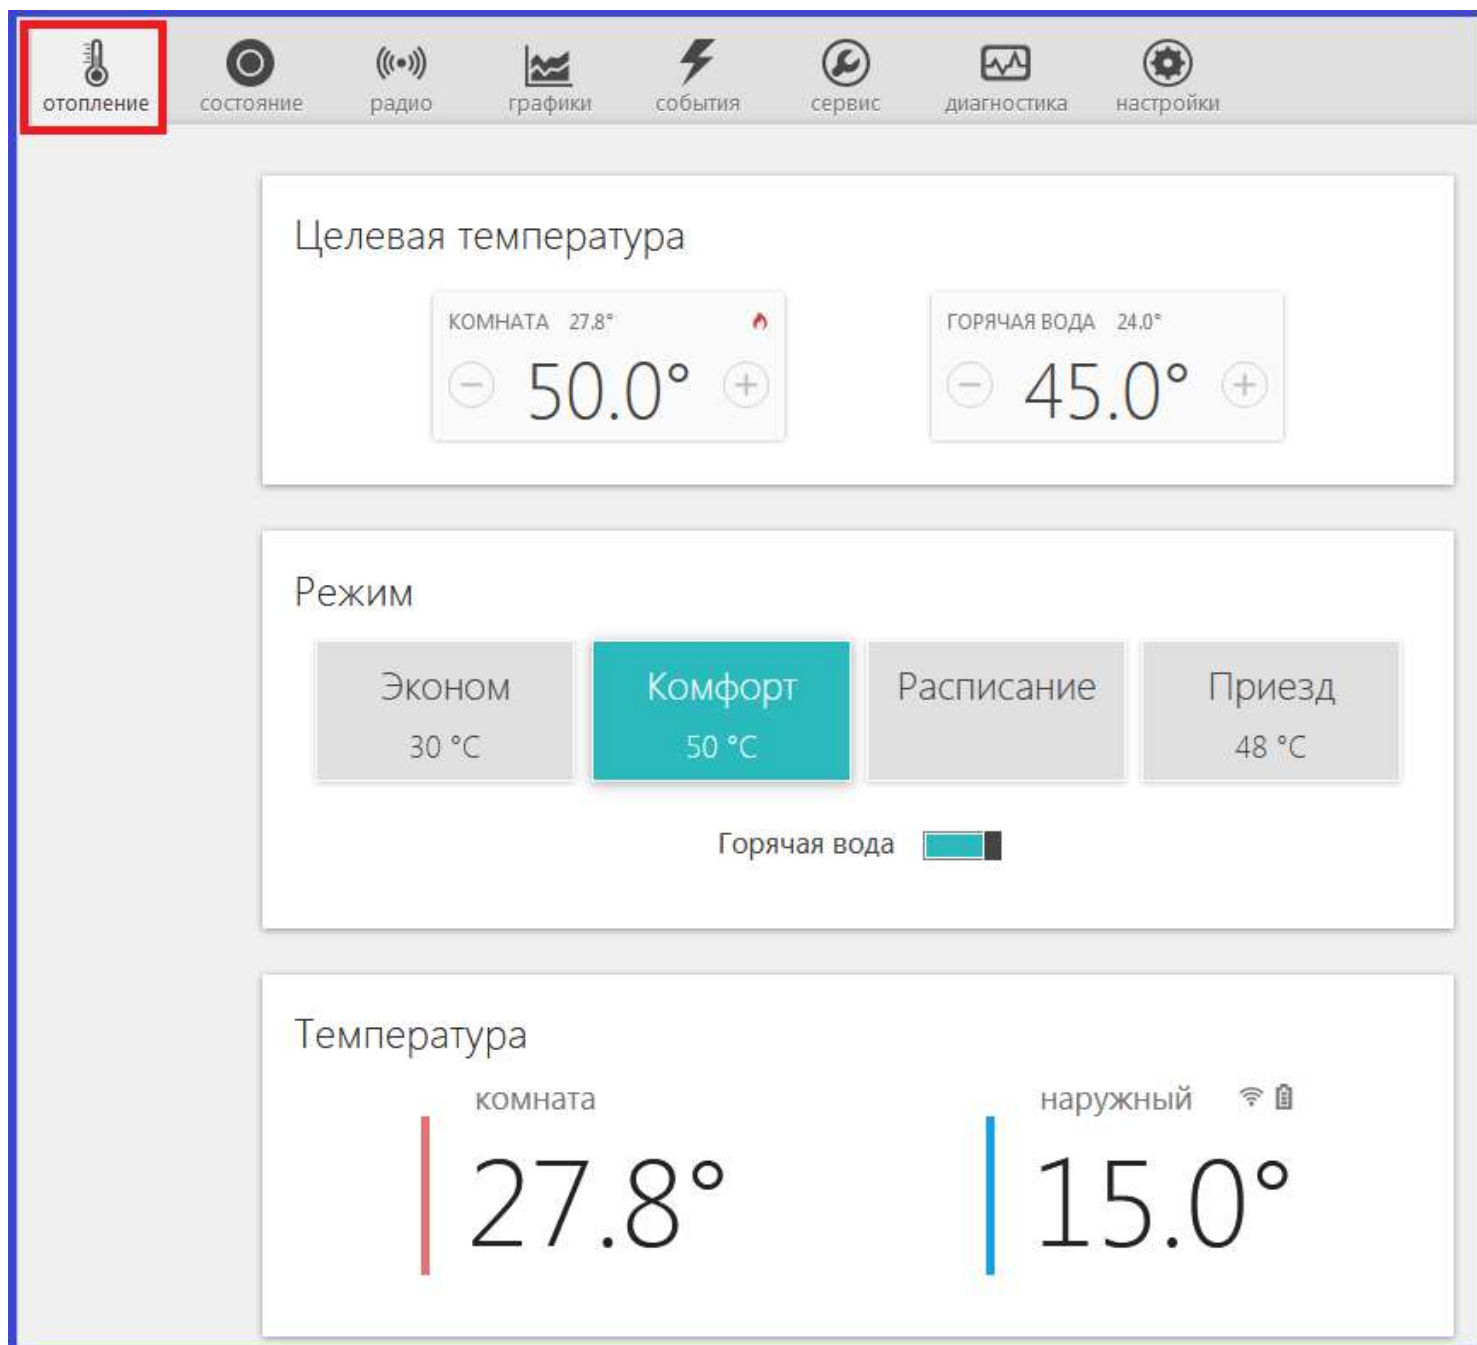 отопление состояние радио графики события сервис диагностика настройки
Целевая температура
КОМНАТА 27.8° ГОРЯЧАЯ ВОДА 24.0°
50.0° 45.0°
Режим
Эконом Комфорт Расписание Приезд
30 °C 50 °C 48 °C
Горячая вода
Температура
комната наружный
27.8° 15.0°